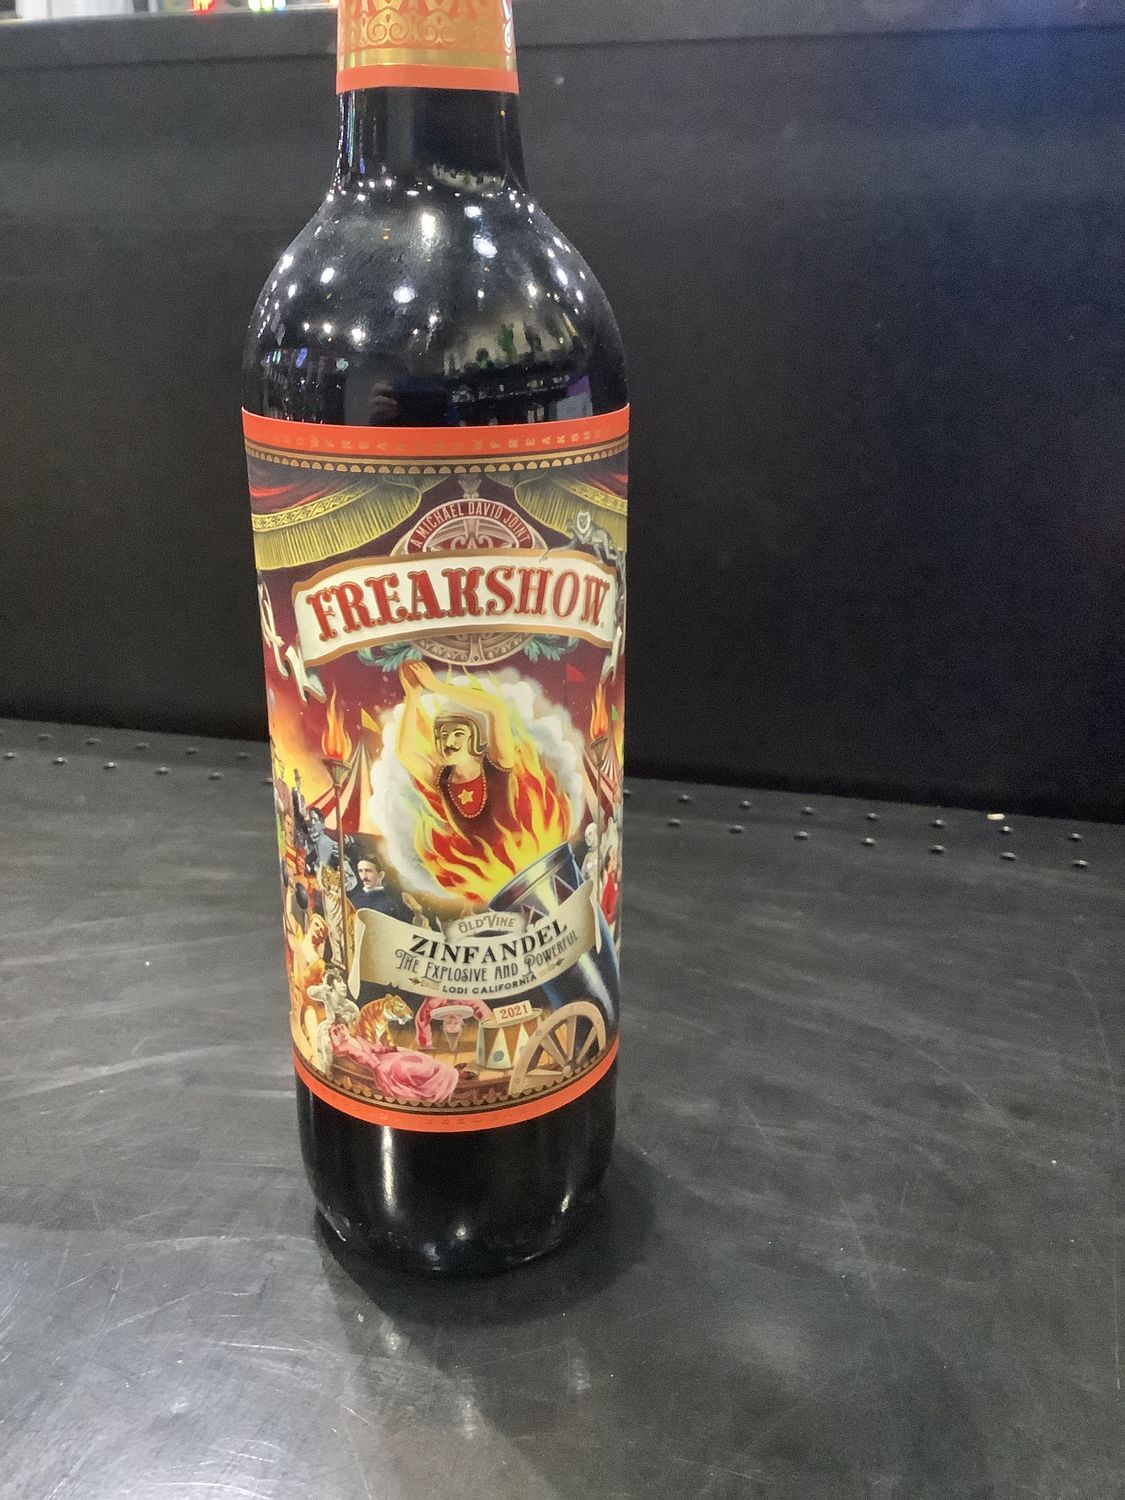 A MICHAEL DAVID JOINT
FREAKSHOW
OLD VINE
ZINFANDEL
THE EXPLOSIVE AND POWERFUL
LODI CALIFORNIA
2021